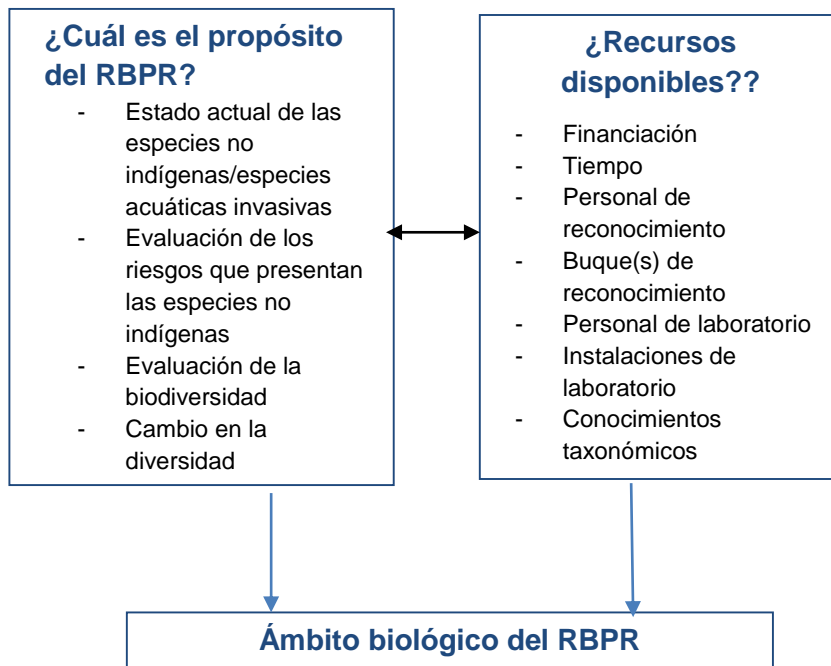 ¿Cuál es el propósito
del RBPR?
- Estado actual de las
especies no
indígenas/especies
acuáticas invasivas
- Evaluación de los
riesgos que presentan
las especies no
indígenas
- Evaluación de la
biodiversidad
- Cambio en la
diversidad
¿Recursos
disponibles??
- Financiación
- Tiempo
- Personal de
reconocimiento
- Buque(s) de
reconocimiento
- Personal de laboratorio
- Instalaciones de
laboratorio
- Conocimientos
taxonómicos
Ámbito biológico del RBPR